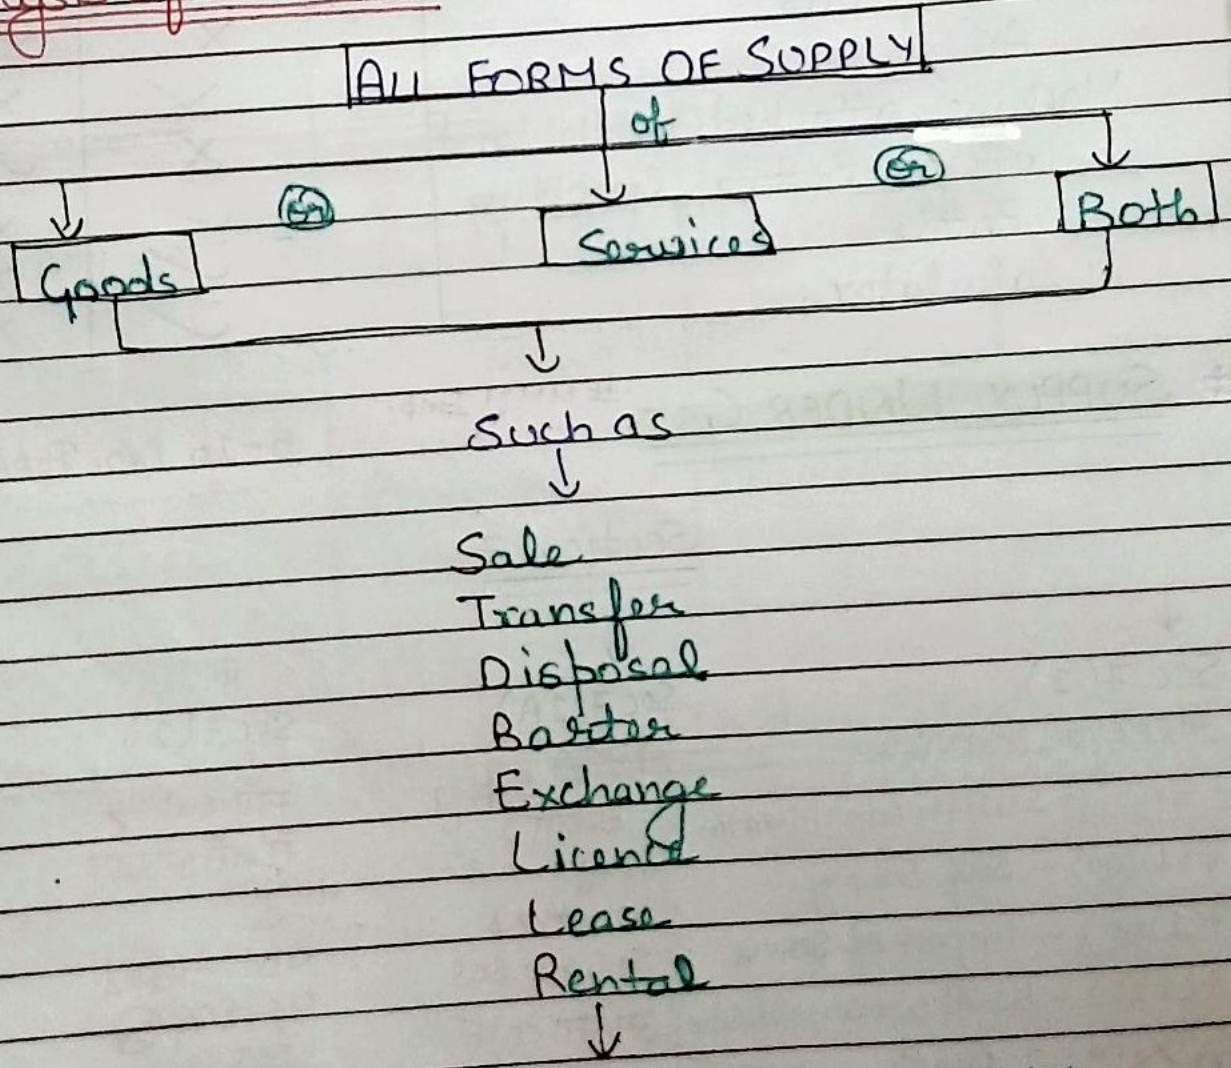 ALL FORMS OF SUPPLY
of
or
or
Goods
Services
Both
Such as
Sale
Transfer
Disposal
Barter
Exchange
Licence
Lease
Rental